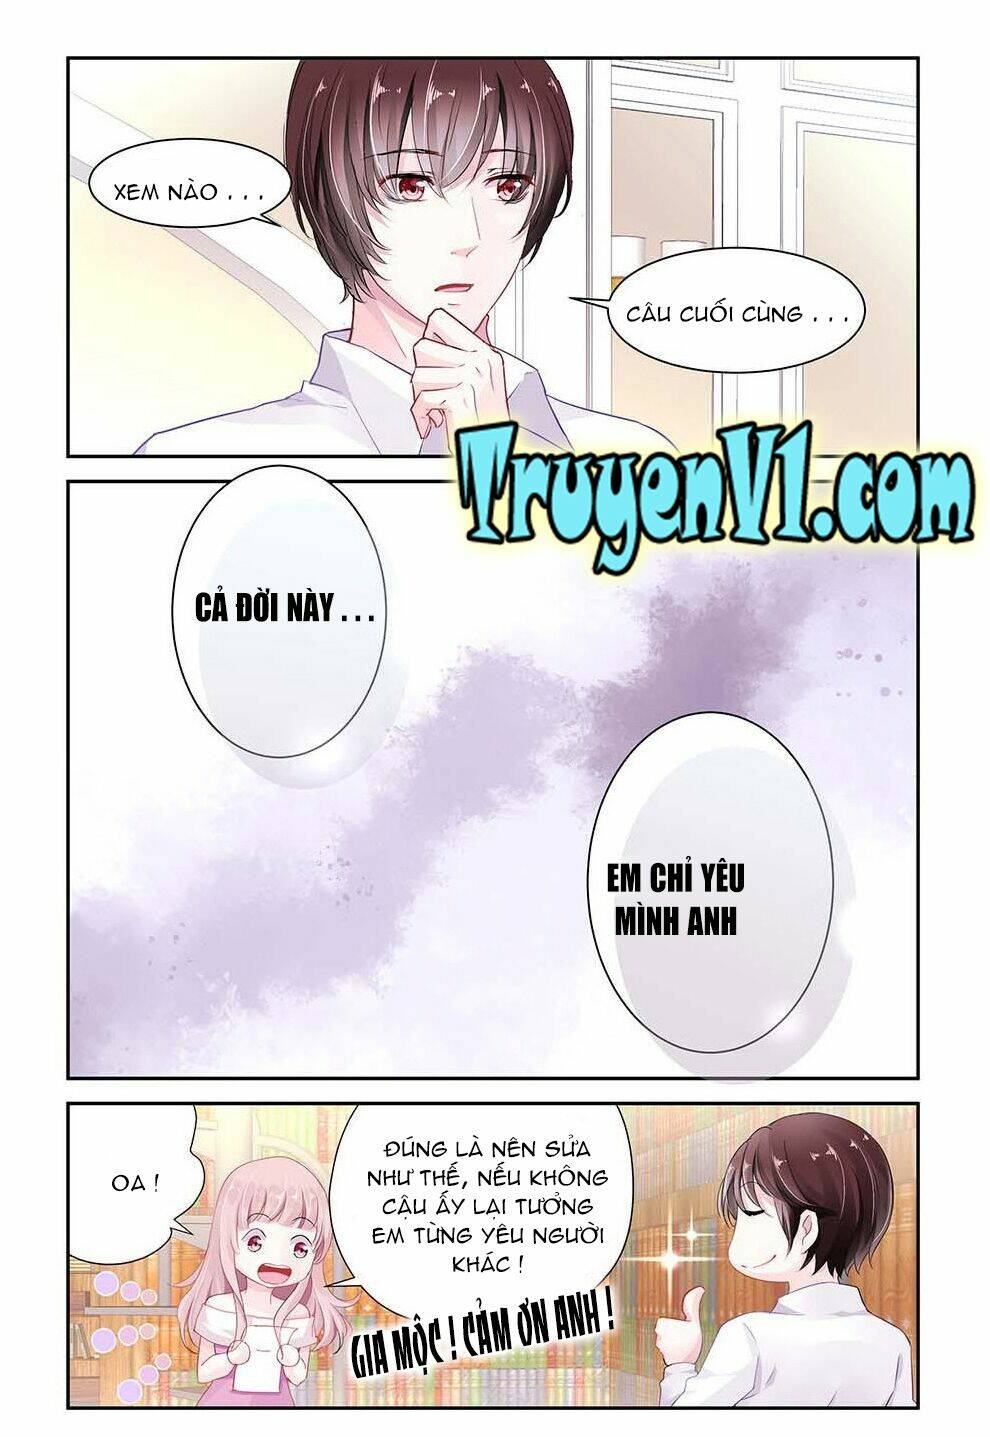 XEM NÀO . . .
CÂU CUỐI CÙNG . . .
TruyenV1.com
CẢ ĐỜI NÀY . . .
EM CHỈ YÊU
MÌNH ANH
OA !
ĐÚNG LÀ NÊN SỬA
NHƯ THẾ, NẾU KHÔNG
CẬU ẤY LẠI TƯỞNG
EM TỪNG YÊU NGƯỜI
KHÁC !
GIA MỘC ! CẢM ƠN ANH !